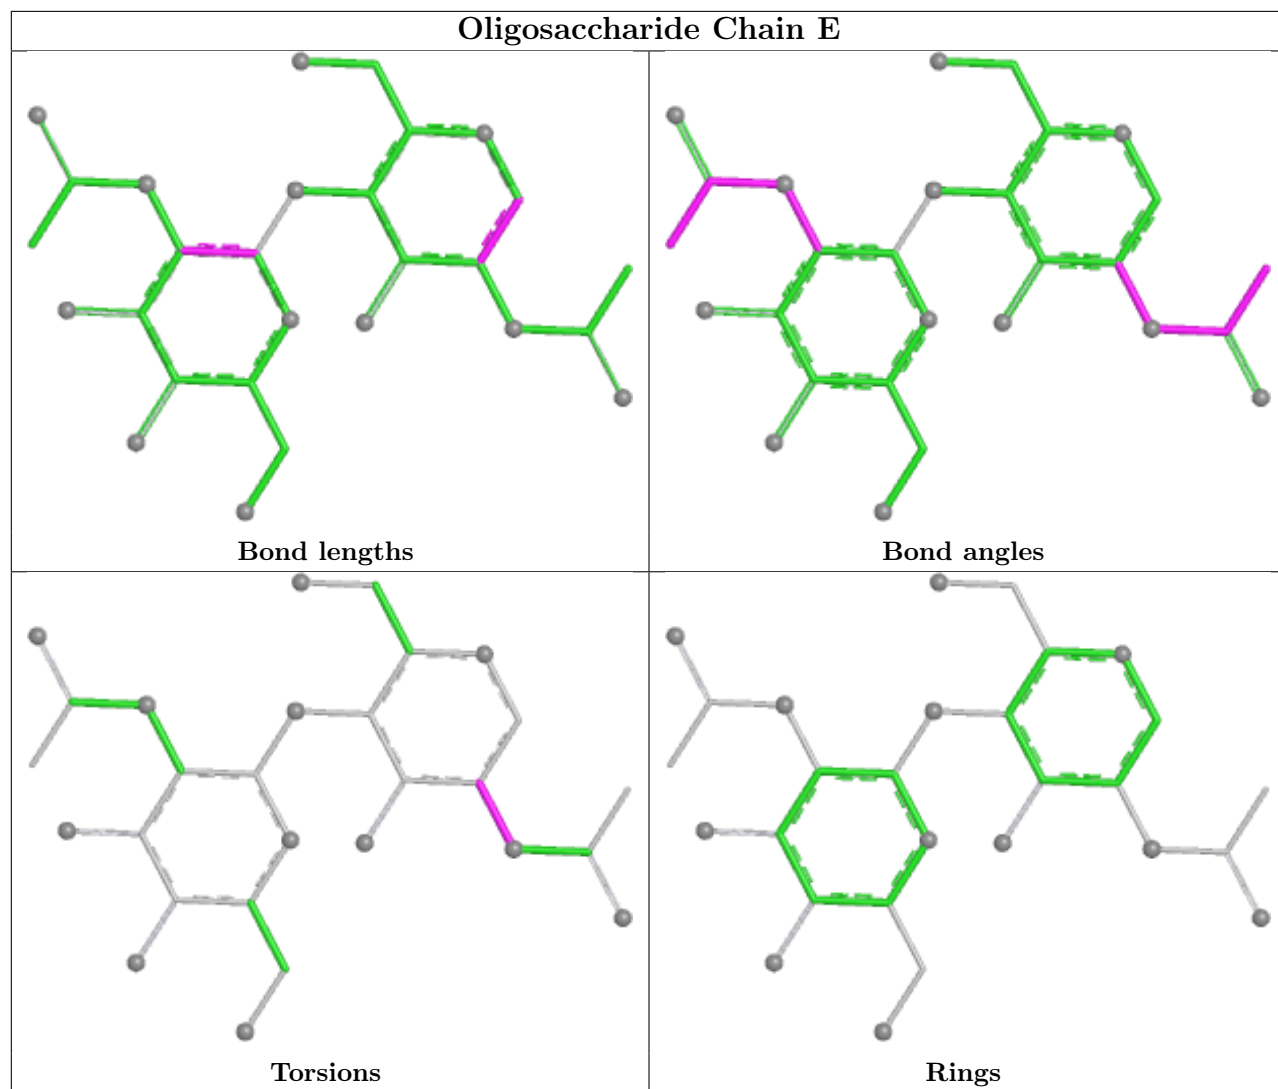 Oligosaccharide Chain E
Bond lengths
Bond angles
Torsions
Rings